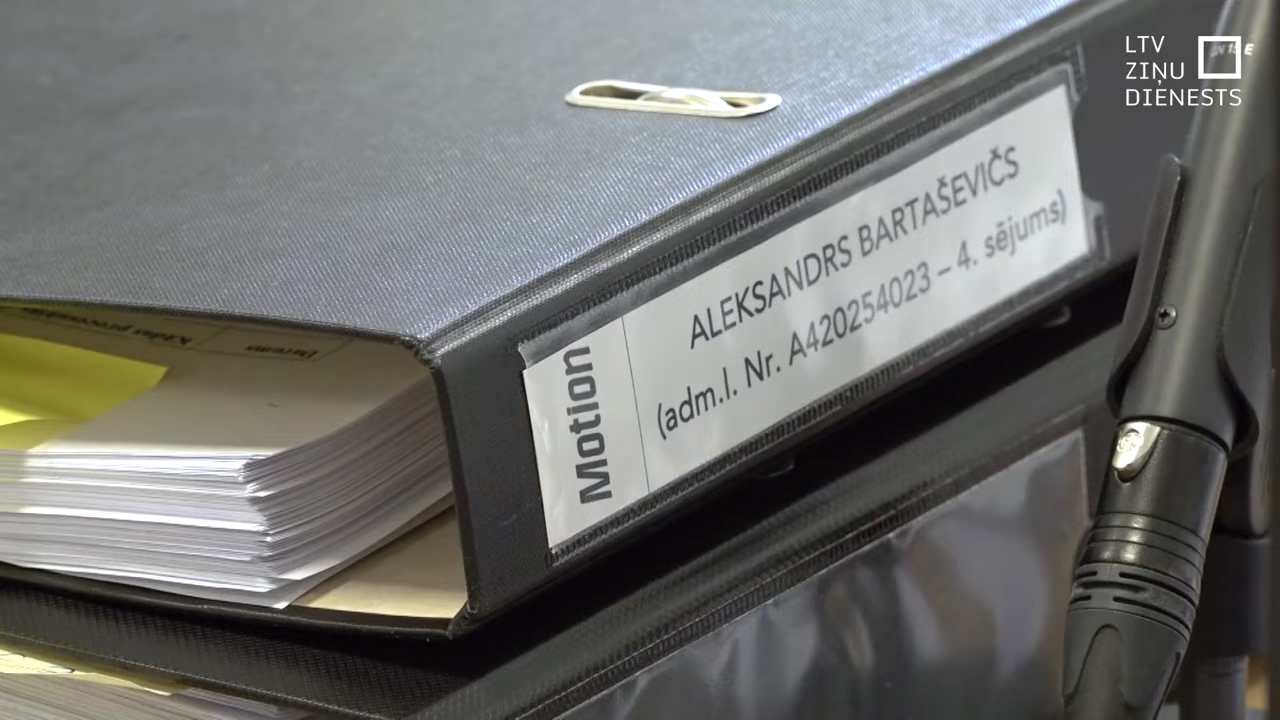 LTV
ZIŅU
DIENESTS
Motion
ALEKSANDRS BARTAŠEVIČS
(adm.l. Nr. A420254023 – 4. sējums)